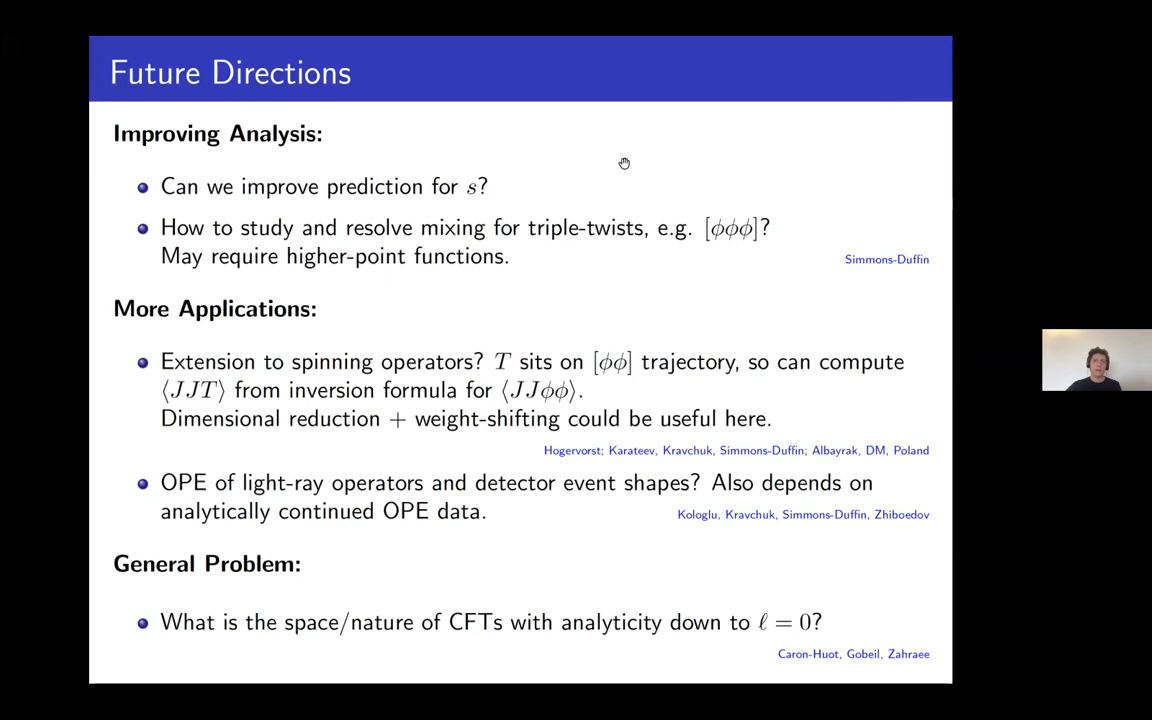 Future Directions
Improving Analysis:
Can we improve prediction for s?
How to study and resolve mixing for triple-twists, e.g. [ϕϕϕ]?
May require higher-point functions.
Simmons-Duffin
More Applications:
Extension to spinning operators? T sits on [ϕϕ] trajectory, so can compute
⟨JJT⟩ from inversion formula for ⟨JJϕϕ⟩.
Dimensional reduction + weight-shifting could be useful here.
Hogervorst; Karateev, Kravchuk, Simmons-Duffin; Albayrak, DM, Poland
OPE of light-ray operators and detector event shapes? Also depends on
analytically continued OPE data.
Kologlu, Kravchuk, Simmons-Duffin, Zhiboedov
General Problem:
What is the space/nature of CFTs with analyticity down to ℓ = 0?
Caron-Huot, Gobeil, Zahraee